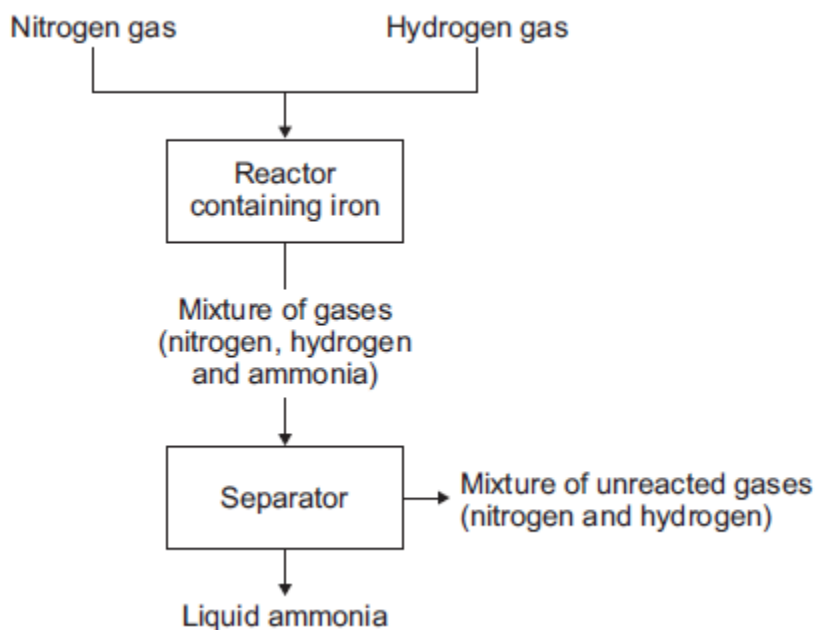 Nitrogen gas
Hydrogen gas
Reactor
containing iron
Mixture of gases
(nitrogen, hydrogen
and ammonia)
Separator
Mixture of unreacted gases
(nitrogen and hydrogen)
Liquid ammonia